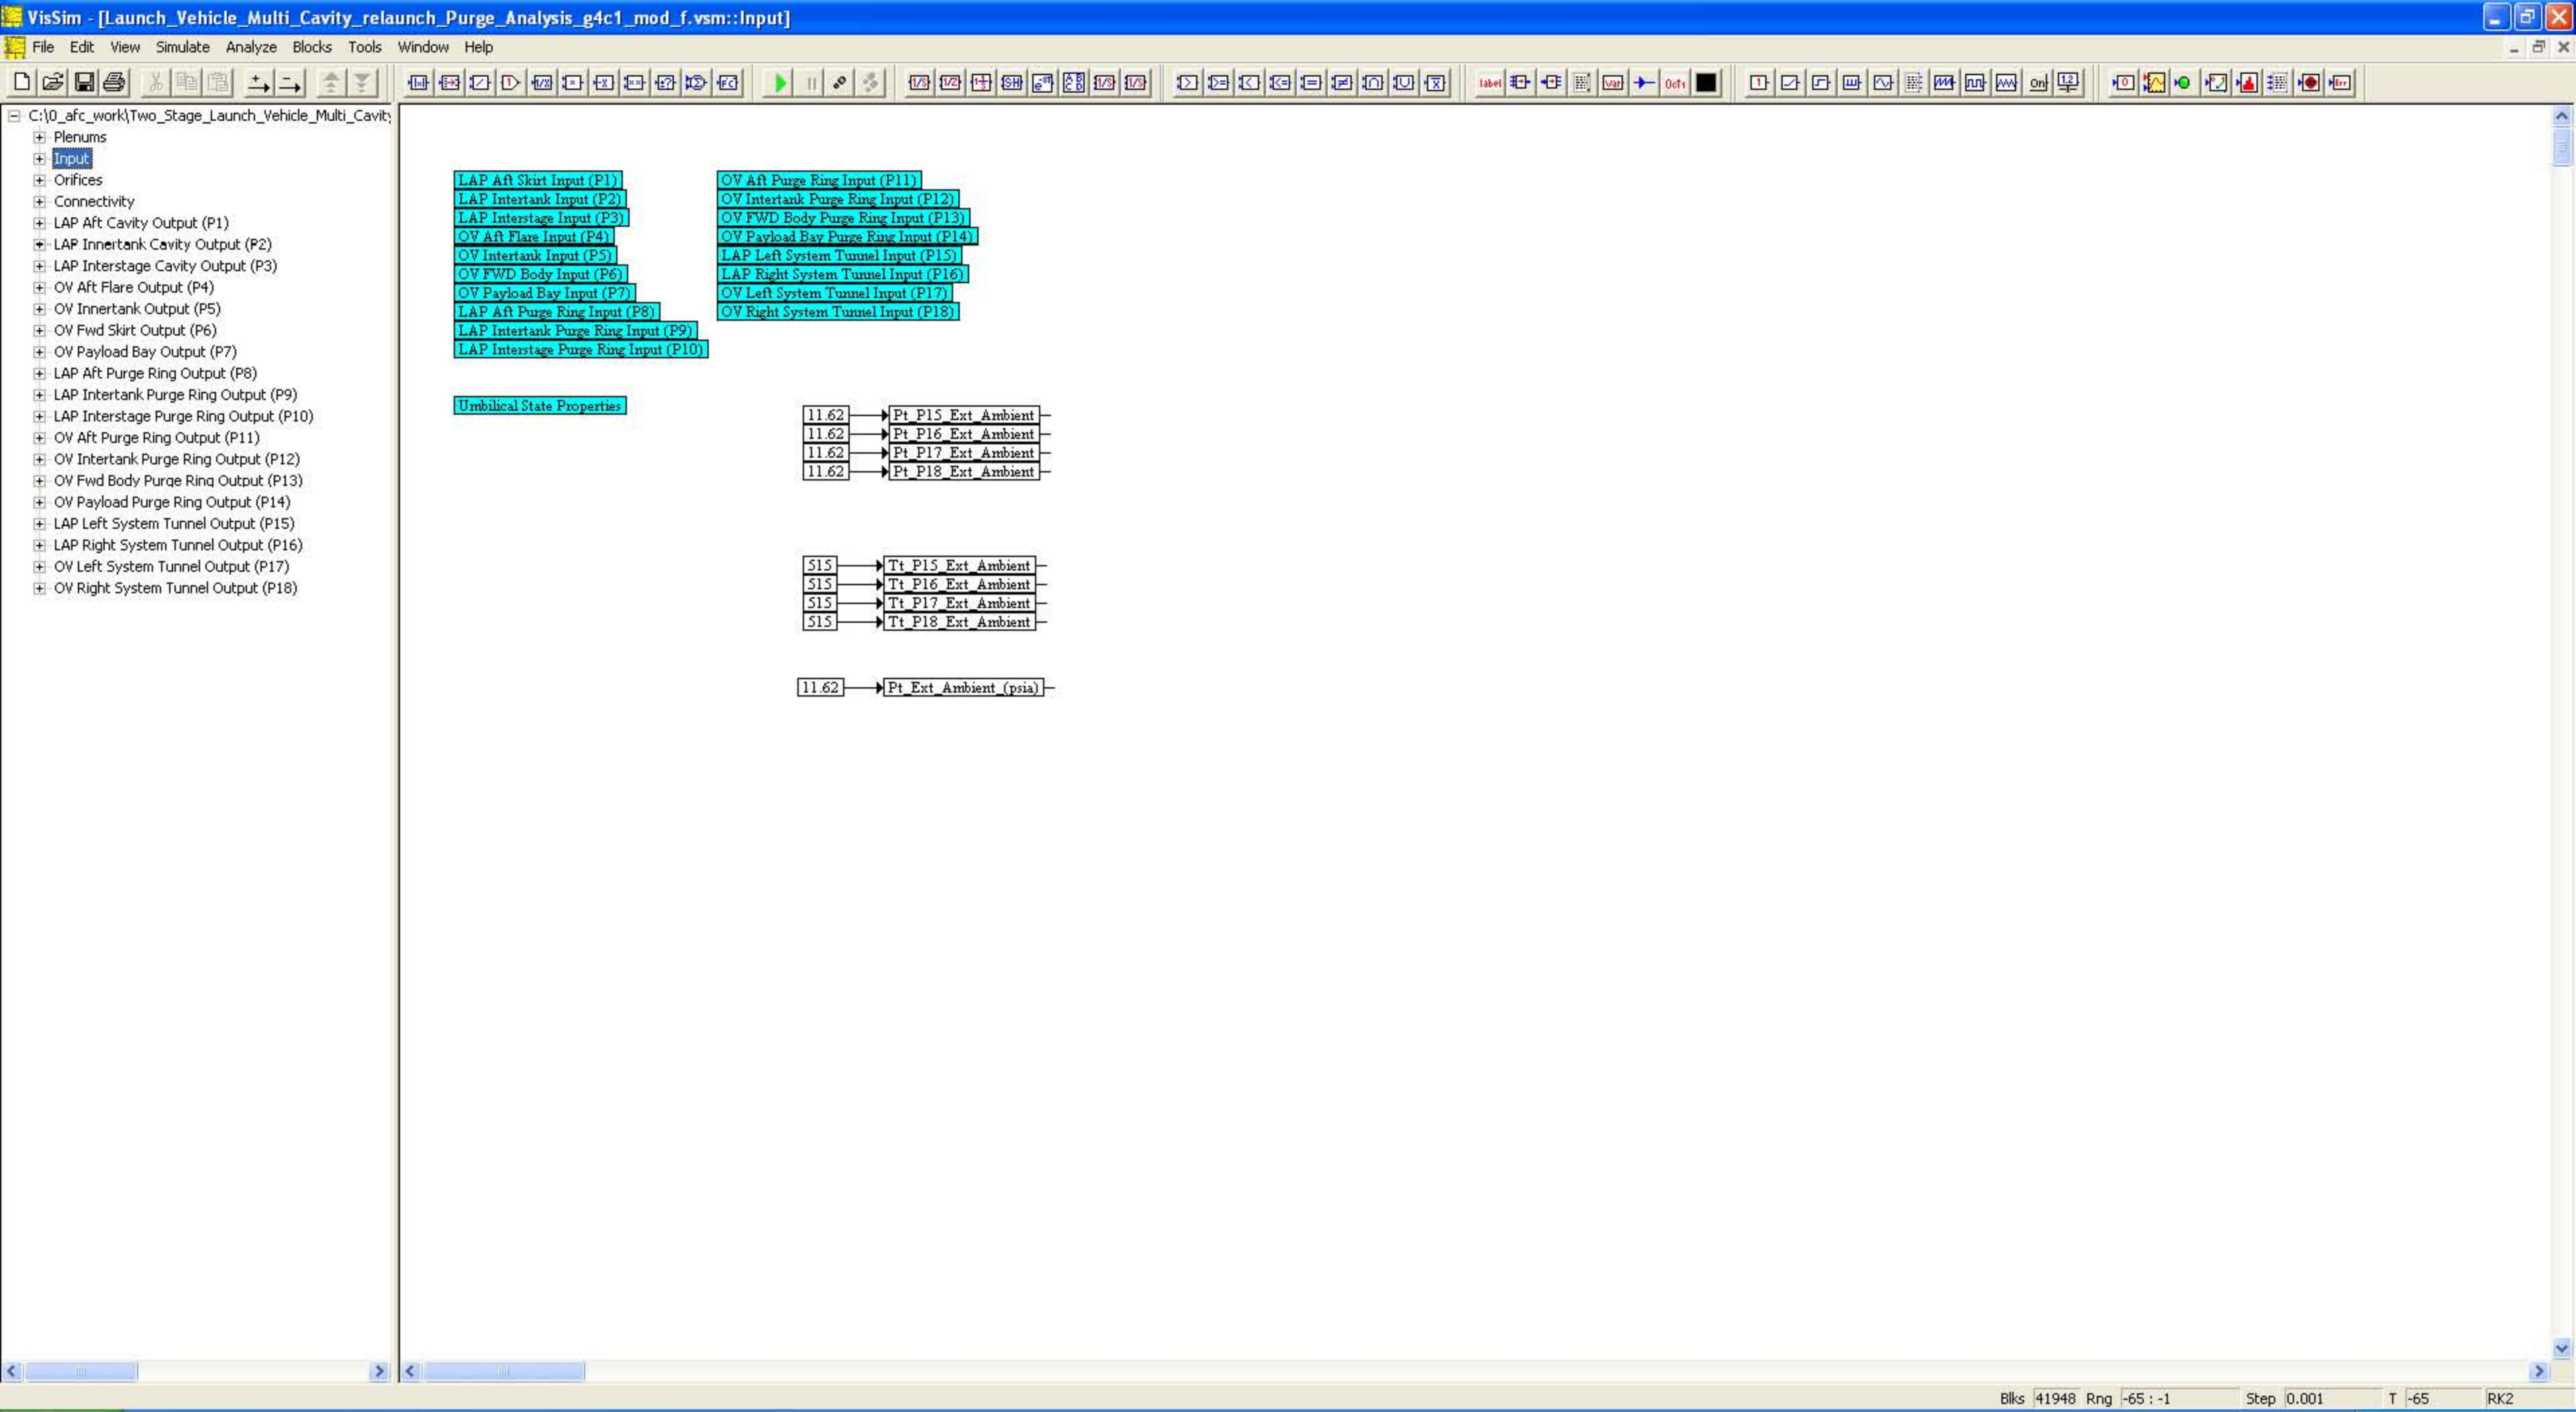 VisSim - [Launch_Vehicle_Multi_Cavity_relaunch_Purge_Analysis_g4c1_mod_f.vsm::Input]
File Edit View Simulate Analyze Blocks Tools Window Help
C:\0_afc_work\Two_Stage_Launch_Vehicle_Multi_Cavity
Plenums
Input
Orifices
Connectivity
LAP Aft Cavity Output (P1)
LAP Innertank Cavity Output (P2)
LAP Interstage Cavity Output (P3)
OV Aft Flare Output (P4)
OV Innertank Output (P5)
OV Fwd Skirt Output (P6)
OV Payload Bay Output (P7)
LAP Aft Purge Ring Output (P8)
LAP Intertank Purge Ring Output (P9)
LAP Interstage Purge Ring Output (P10)
OV Aft Purge Ring Output (P11)
OV Intertank Purge Ring Output (P12)
OV Fwd Body Purge Ring Output (P13)
OV Payload Purge Ring Output (P14)
LAP Left System Tunnel Output (P15)
LAP Right System Tunnel Output (P16)
OV Left System Tunnel Output (P17)
OV Right System Tunnel Output (P18)
LAP Aft Skirt Input (P1)
LAP Intertank Input (P2)
LAP Interstage Input (P3)
OV Aft Flare Input (P4)
OV Intertank Input (P5)
OV FWD Body Input (P6)
OV Payload Bay Input (P7)
LAP Aft Purge Ring Input (P8)
LAP Intertank Purge Ring Input (P9)
LAP Interstage Purge Ring Input (P10)
OV Aft Purge Ring Input (P11)
OV Intertank Purge Ring Input (P12)
OV FWD Body Purge Ring Input (P13)
OV Payload Bay Purge Ring Input (P14)
LAP Left System Tunnel Input (P15)
LAP Right System Tunnel Input (P16)
OV Left System Tunnel Input (P17)
OV Right System Tunnel Input (P18)
Umbilical State Properties
11.62 Pt_P15_Ext_Ambient
11.62 Pt_P16_Ext_Ambient
11.62 Pt_P17_Ext_Ambient
11.62 Pt_P18_Ext_Ambient
515 Tt_P15_Ext_Ambient
515 Tt_P16_Ext_Ambient
515 Tt_P17_Ext_Ambient
515 Tt_P18_Ext_Ambient
11.62 Pt_Ext_Ambient_(psia)
Blks 41948 Rng -65 : -1 Step 0.001 T -65 RK2